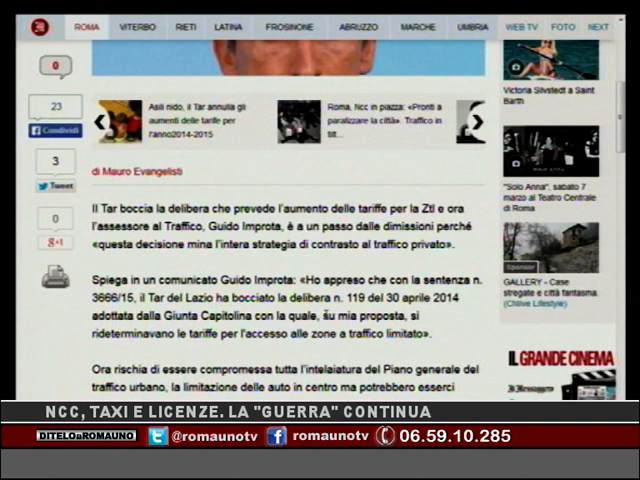 ROMA VITERBO RIETI LATINA FROSINONE ABRUZZO MARCHE UMBRIA WEB TV FOTO NEXT
0
23
Condividi
3
Tweet
0
g+1
Asili nido, il Tar annulla gli
aumenti delle tariffe per
l'anno2014-2015
Roma, Ncc in piazza: «Pronti a
paralizzare la città». Traffico in
tilt...
di Mauro Evangelisti
Il Tar boccia la delibera che prevede l'aumento delle tariffe per la Ztl e ora
l'assessore al Traffico, Guido Improta, è a un passo dalle dimissioni perché
«questa decisione mina l'intera strategia di contrasto al traffico privato».
Spiega in un comunicato Guido Improta: «Ho appreso che con la sentenza n.
3666/15, il Tar del Lazio ha bocciato la delibera n. 119 del 30 aprile 2014
adottata dalla Giunta Capitolina con la quale, su mia proposta, si
rideterminavano le tariffe per l'accesso alle zone a traffico limitato».
Ora rischia di essere compromessa tutta l'intelaiatura del Piano generale del
traffico urbano, la limitazione delle auto in centro ma potrebbero esserci
Victoria Silvstedt a Saint
Barth
"Solo Anna", sabato 7
marzo al Teatro Centrale
di Roma
Sponsor
GALLERY - Case
stregate e città fantasma.
(Chlive Lifestyle)
IL GRANDE CINEMA
Il Messaggero
NCC, TAXI E LICENZE. LA "GUERRA" CONTINUA
DITELOaROMAUNO @romaunotv romaunotv 06.59.10.285